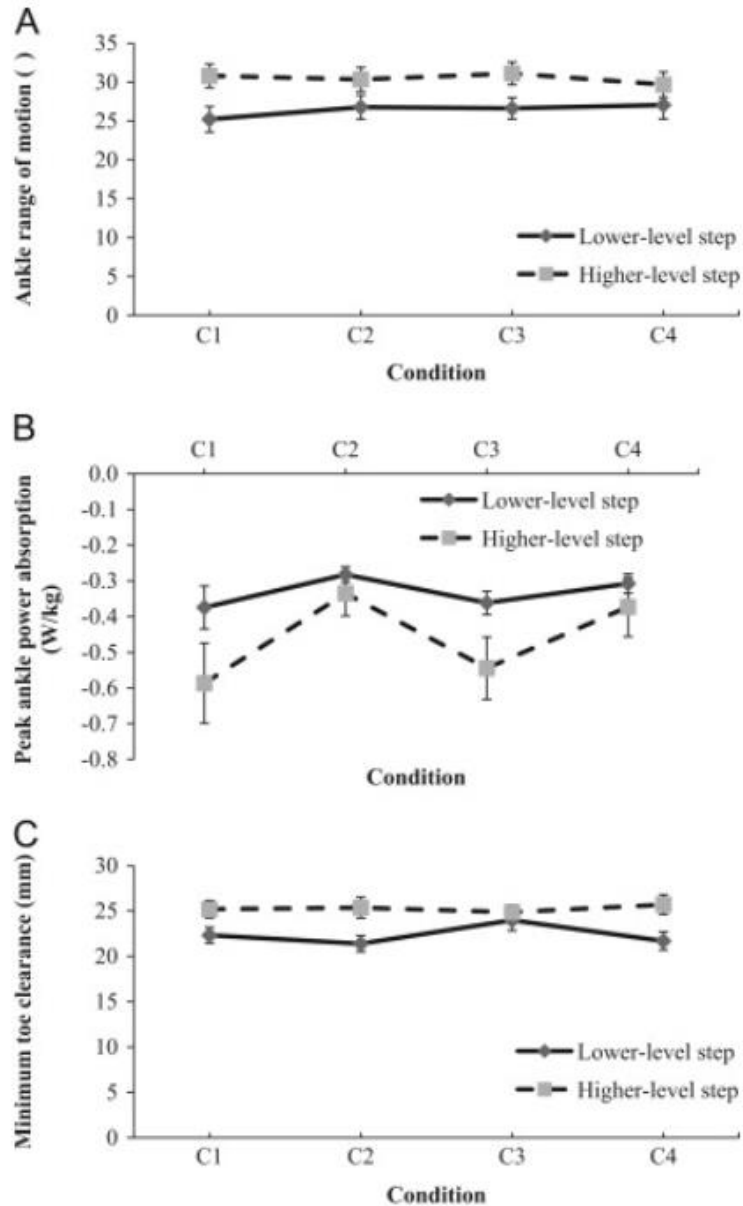 A
Ankle range of motion ( )
35
30
25
20
15
10
5
0
Lower-level step
Higher-level step
C1 C2 C3 C4
Condition
B
C1 C2 C3 C4
Peak ankle power absorption
(W/kg)
0.0
-0.1
-0.2
-0.3
-0.4
-0.5
-0.6
-0.7
-0.8
Lower-level step
Higher-level step
Condition
C
Minimum toe clearance (mm)
30
25
20
15
10
5
0
Lower-level step
Higher-level step
C1 C2 C3 C4
Condition